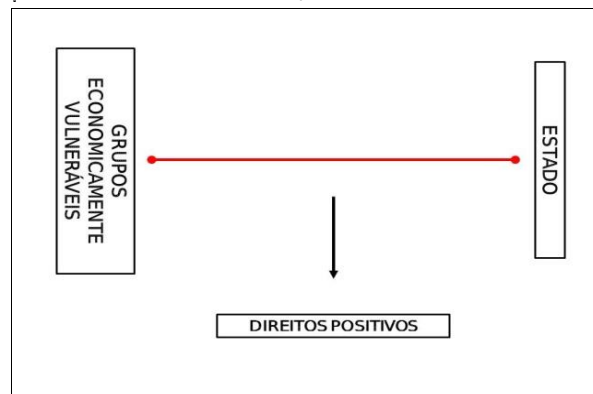 GRUPOS
ECONOMICAMENTE
VULNERÁVEIS
ESTADO
DIREITOS POSITIVOS